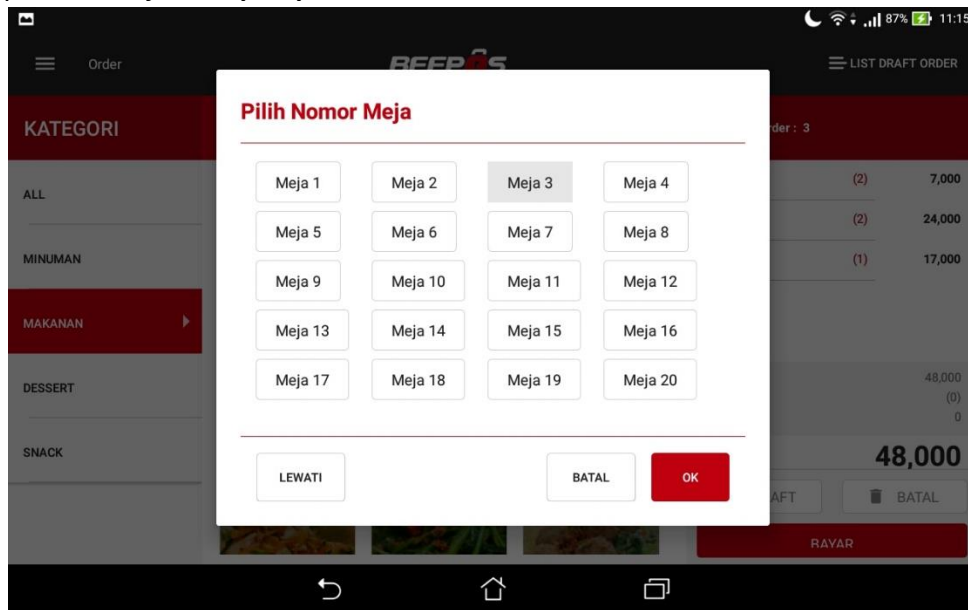 87% 11:15
Order
BEEPOS
LIST DRAFT ORDER
KATEGORI
ALL
MINUMAN
MAKANAN
DESSERT
SNACK
Pilih Nomor Meja
Meja 1 Meja 2 Meja 3 Meja 4
Meja 5 Meja 6 Meja 7 Meja 8
Meja 9 Meja 10 Meja 11 Meja 12
Meja 13 Meja 14 Meja 15 Meja 16
Meja 17 Meja 18 Meja 19 Meja 20
LEWATI BATAL OK
: 3
(2) 7,000
(2) 24,000
(1) 17,000
48,000
(0)
0
48,000
BATAL
BAYAR